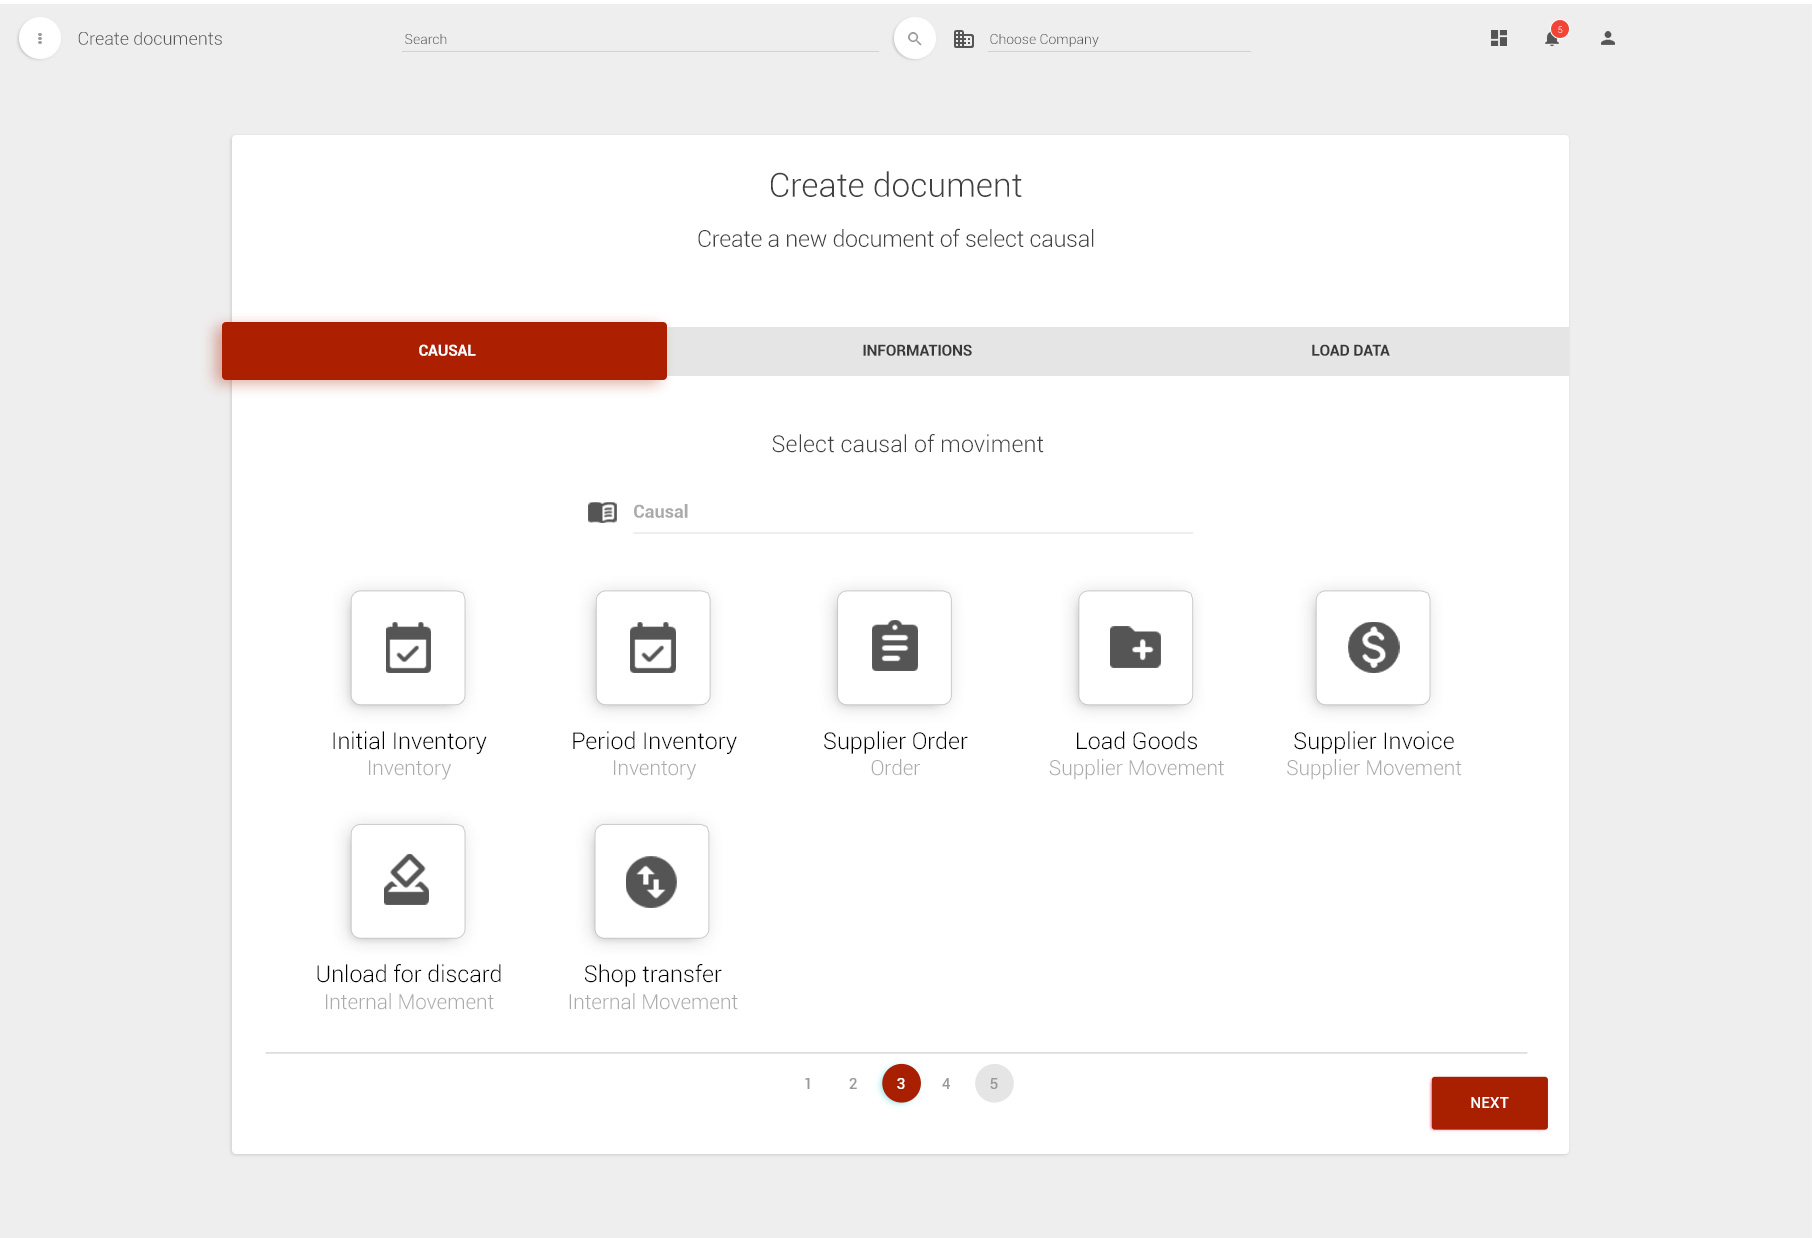 Create documents
Search
Choose Company
5
Create document
Create a new document of select causal
CAUSAL
INFORMATIONS
LOAD DATA
Select causal of moviment
Causal
Initial Inventory
Inventory
Period Inventory
Inventory
Supplier Order
Order
Load Goods
Supplier Movement
Supplier Invoice
Supplier Movement
Unload for discard
Internal Movement
Shop transfer
Internal Movement
1 2 3 4 5
NEXT